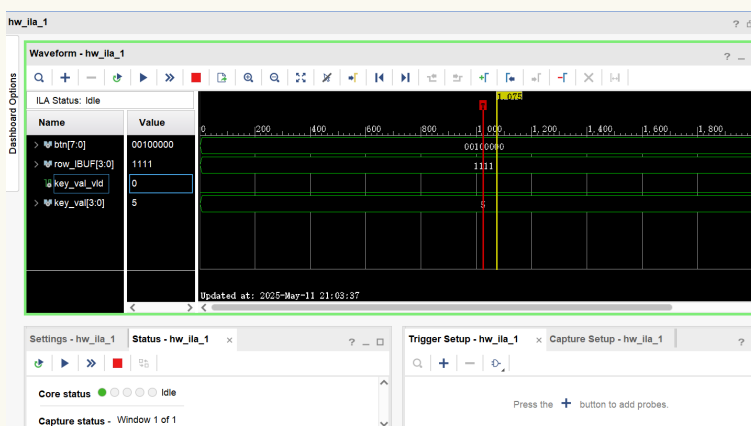 hw_ila_1
Dashboard Options
Waveform - hw_ila_1
ILA Status: Idle
Name Value
1,075
0 200 400 600 800 1,000 1,200 1,400 1,600 1,800
btn[7:0] 00100000 00100000
row_IBUF[3:0] 1111 1111
key_val_vld 0
key_val[3:0] 5 5
Updated at: 2025-May-11 21:03:37
Settings - hw_ila_1 Status - hw_ila_1
Core status Idle
Capture status - Window 1 of 1
Trigger Setup - hw_ila_1 Capture Setup - hw_ila_1
Press the + button to add probes.